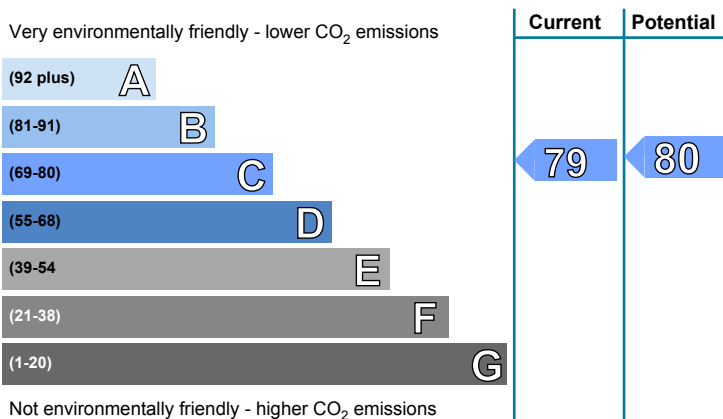 Current Potential
Very environmentally friendly - lower CO2 emissions
(92 plus) A
(81-91) B
(69-80) C 79 80
(55-68) D
(39-54 E
(21-38) F
(1-20) G
Not environmentally friendly - higher CO2 emissions